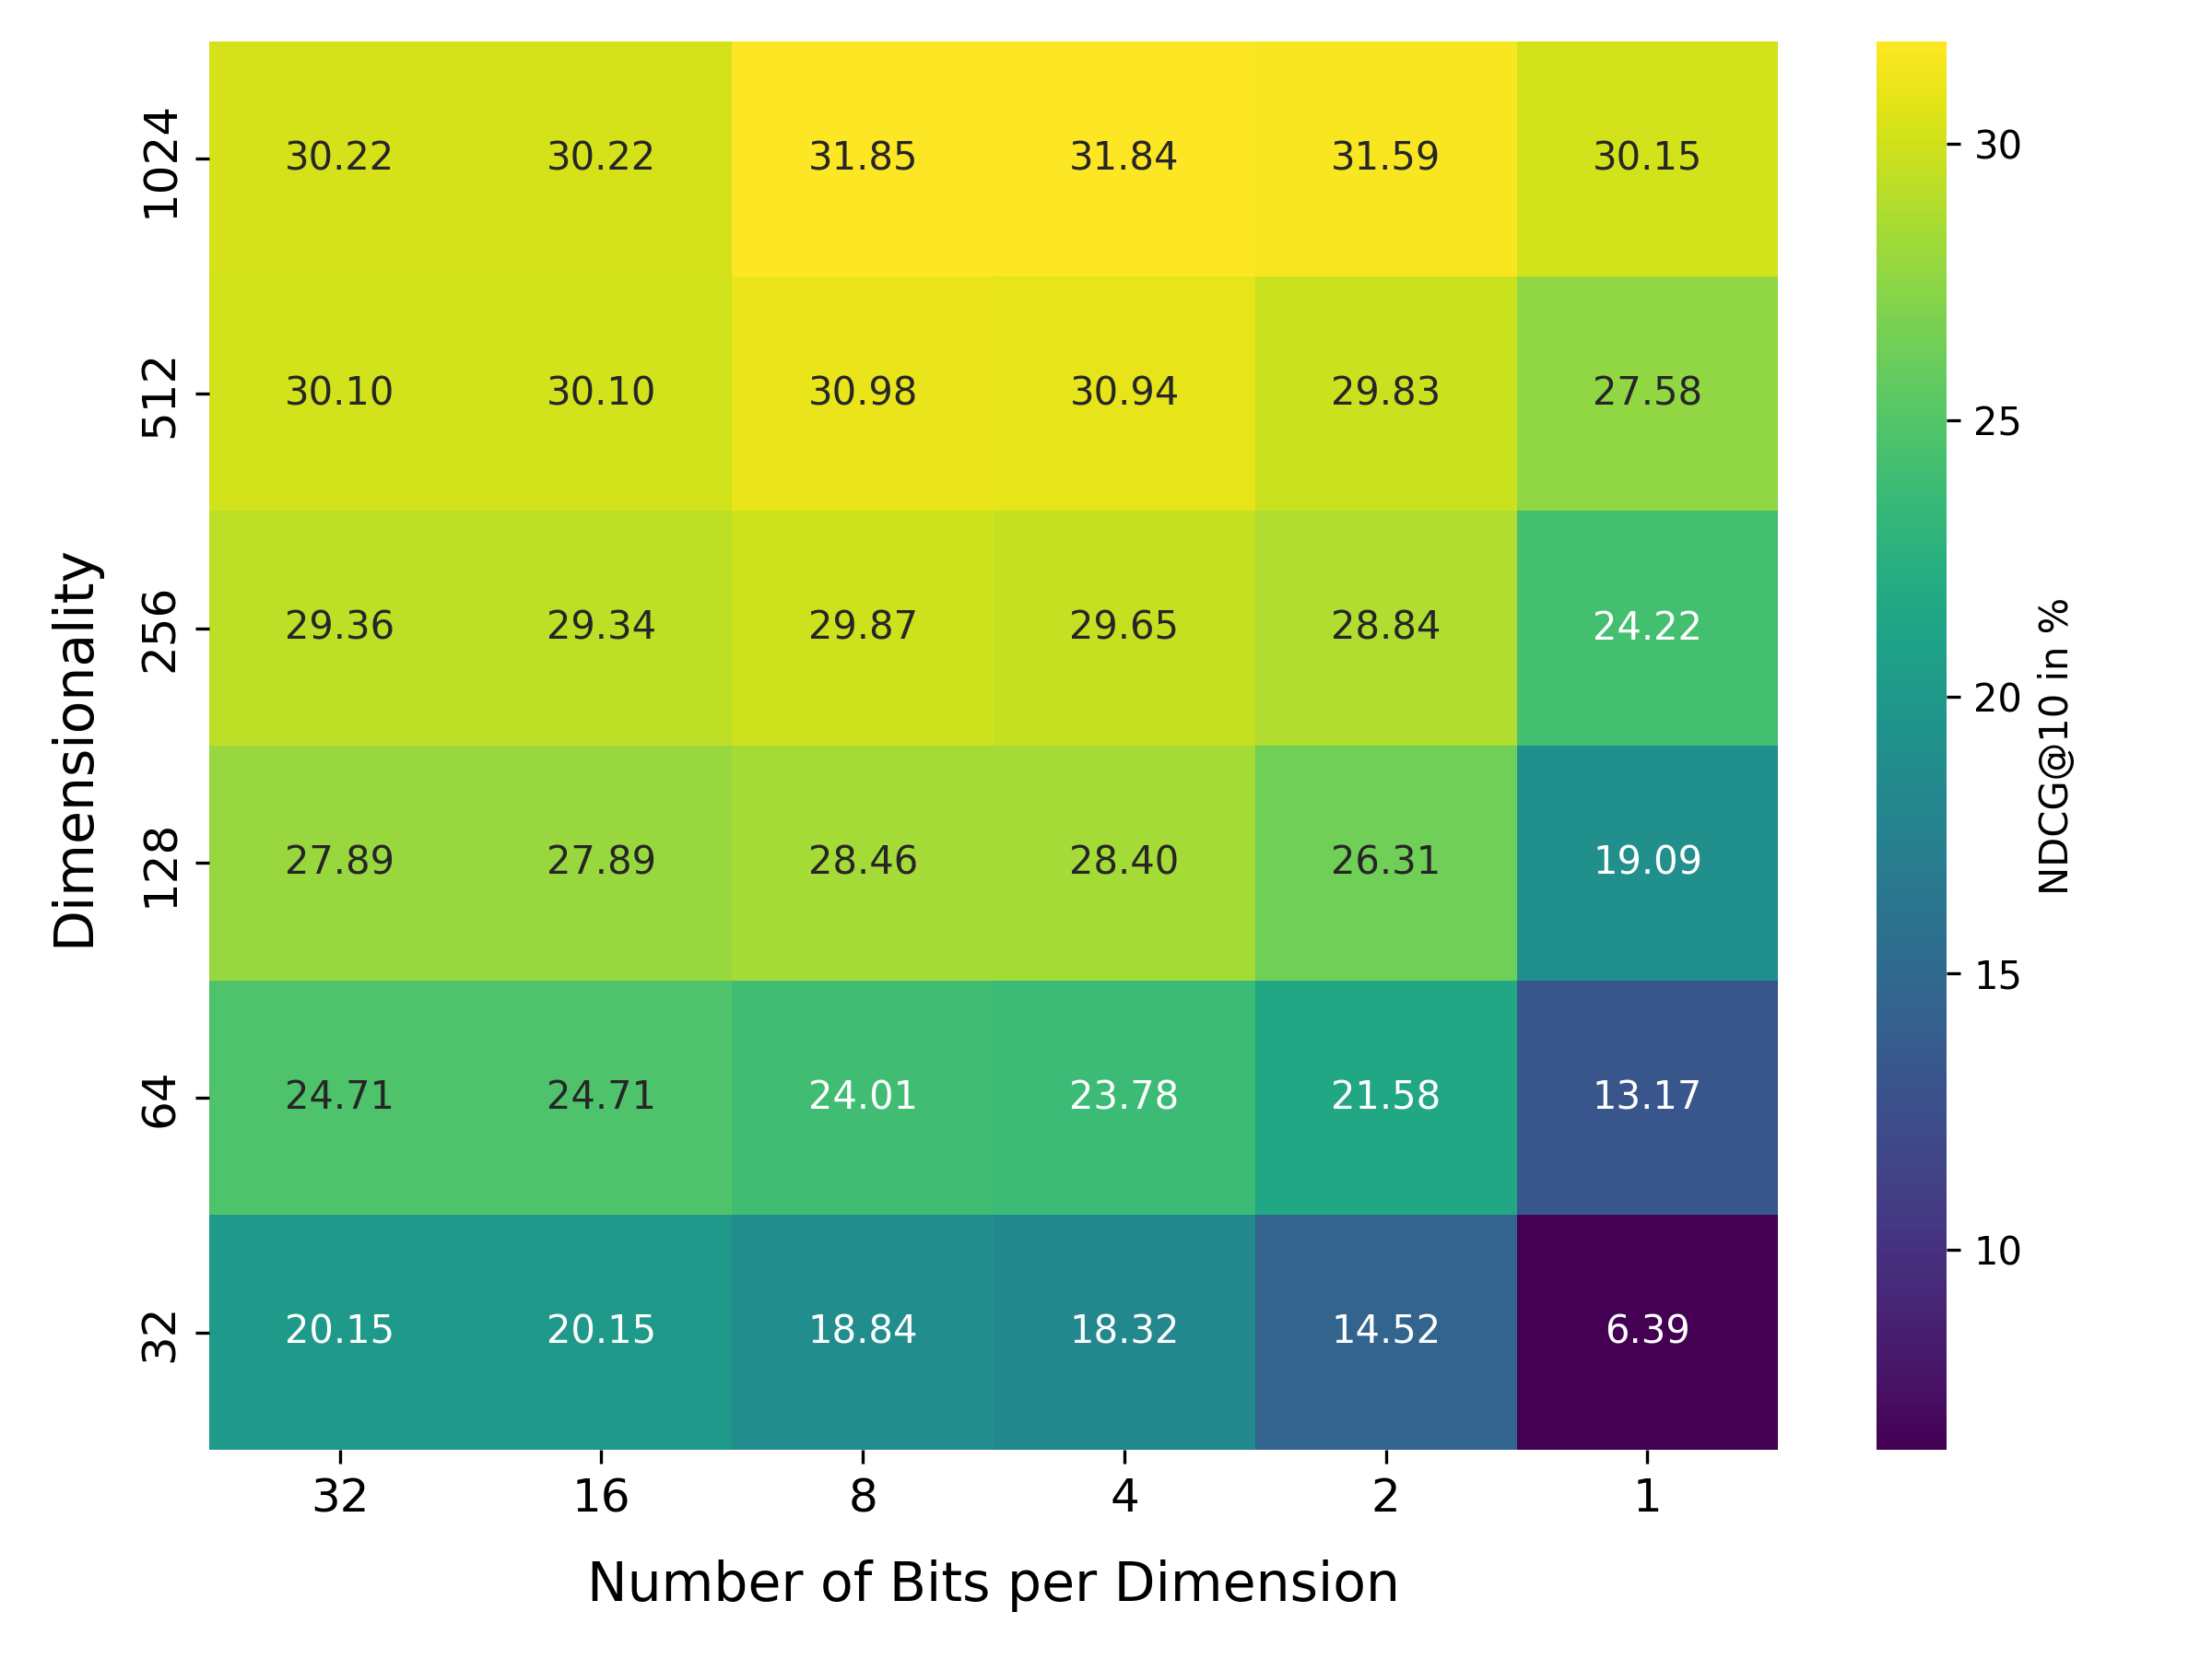 1024 30.22 30.22 31.85 31.84 31.59 30.15
512 30.10 30.10 30.98 30.94 29.83 27.58
256 29.36 29.34 29.87 29.65 28.84 24.22
128 27.89 27.89 28.46 28.40 26.31 19.09
64 24.71 24.71 24.01 23.78 21.58 13.17
32 20.15 20.15 18.84 18.32 14.52 6.39
32 16 8 4 2 1
Number of Bits per Dimension
Dimensionality
30
25
20
15
10
NDCG@10 in %